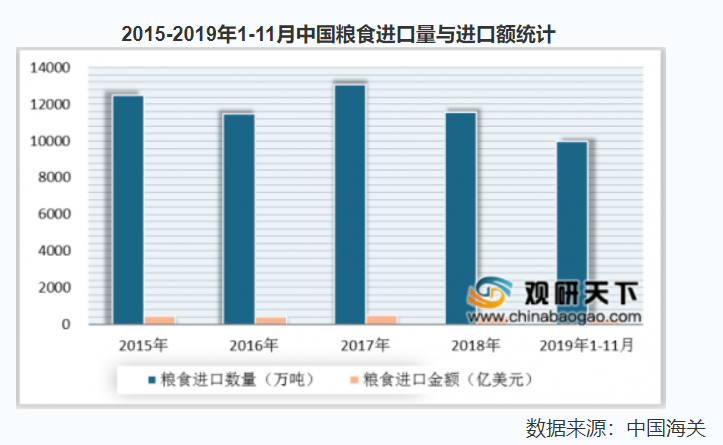 2015-2019年1-11月中国粮食进口量与进口额统计
14000
12000
10000
8000
6000
4000
2000
0
2015年 2016年 2017年 2018年 2019年1-11月
观研天下
www.chinabaogao.com
粮食进口数量（万吨） 粮食进口金额（亿美元）
数据来源：中国海关